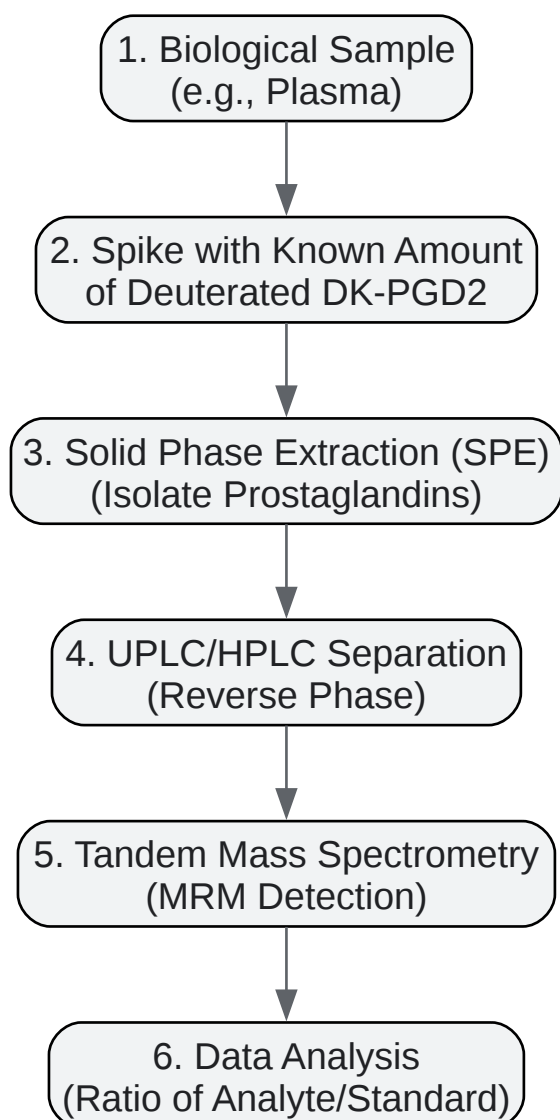 1. Biological Sample
(e.g., Plasma)
2. Spike with Known Amount
of Deuterated DK-PGD2
3. Solid Phase Extraction (SPE)
(Isolate Prostaglandins)
4. UPLC/HPLC Separation
(Reverse Phase)
5. Tandem Mass Spectrometry
(MRM Detection)
6. Data Analysis
(Ratio of Analyte/Standard)